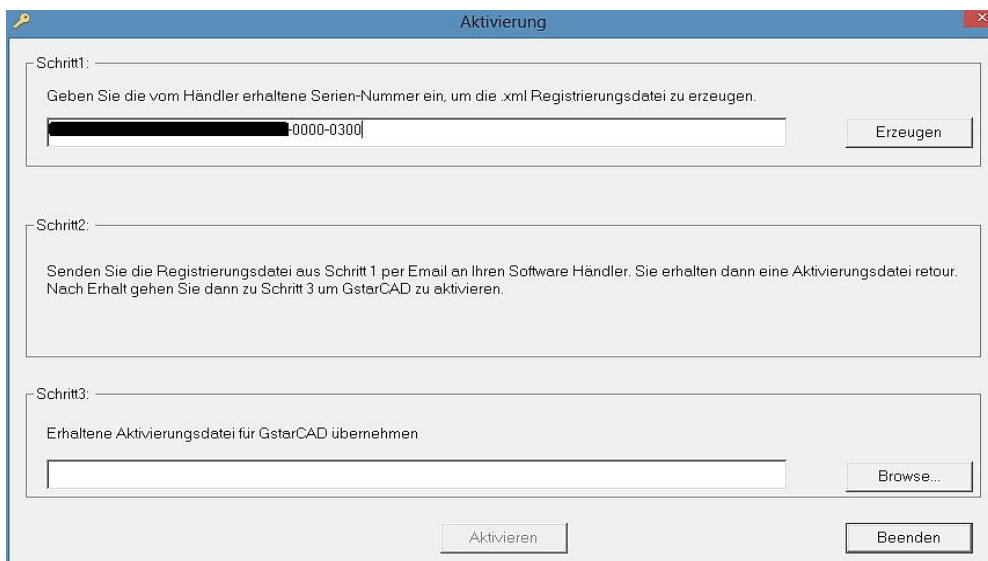 Aktivierung
Schritt1:
Geben Sie die vom Händler erhaltene Serien-Nummer ein, um die .xml Registrierungsdatei zu erzeugen.
-0000-0300
Erzeugen
Schritt2:
Senden Sie die Registrierungsdatei aus Schritt 1 per Email an Ihren Software Händler. Sie erhalten dann eine Aktivierungsdatei retour.
Nach Erhalt gehen Sie dann zu Schritt 3 um GstarCAD zu aktivieren.
Schritt3:
Erhaltene Aktivierungsdatei für GstarCAD übernehmen
Browse...
Aktivieren
Beenden